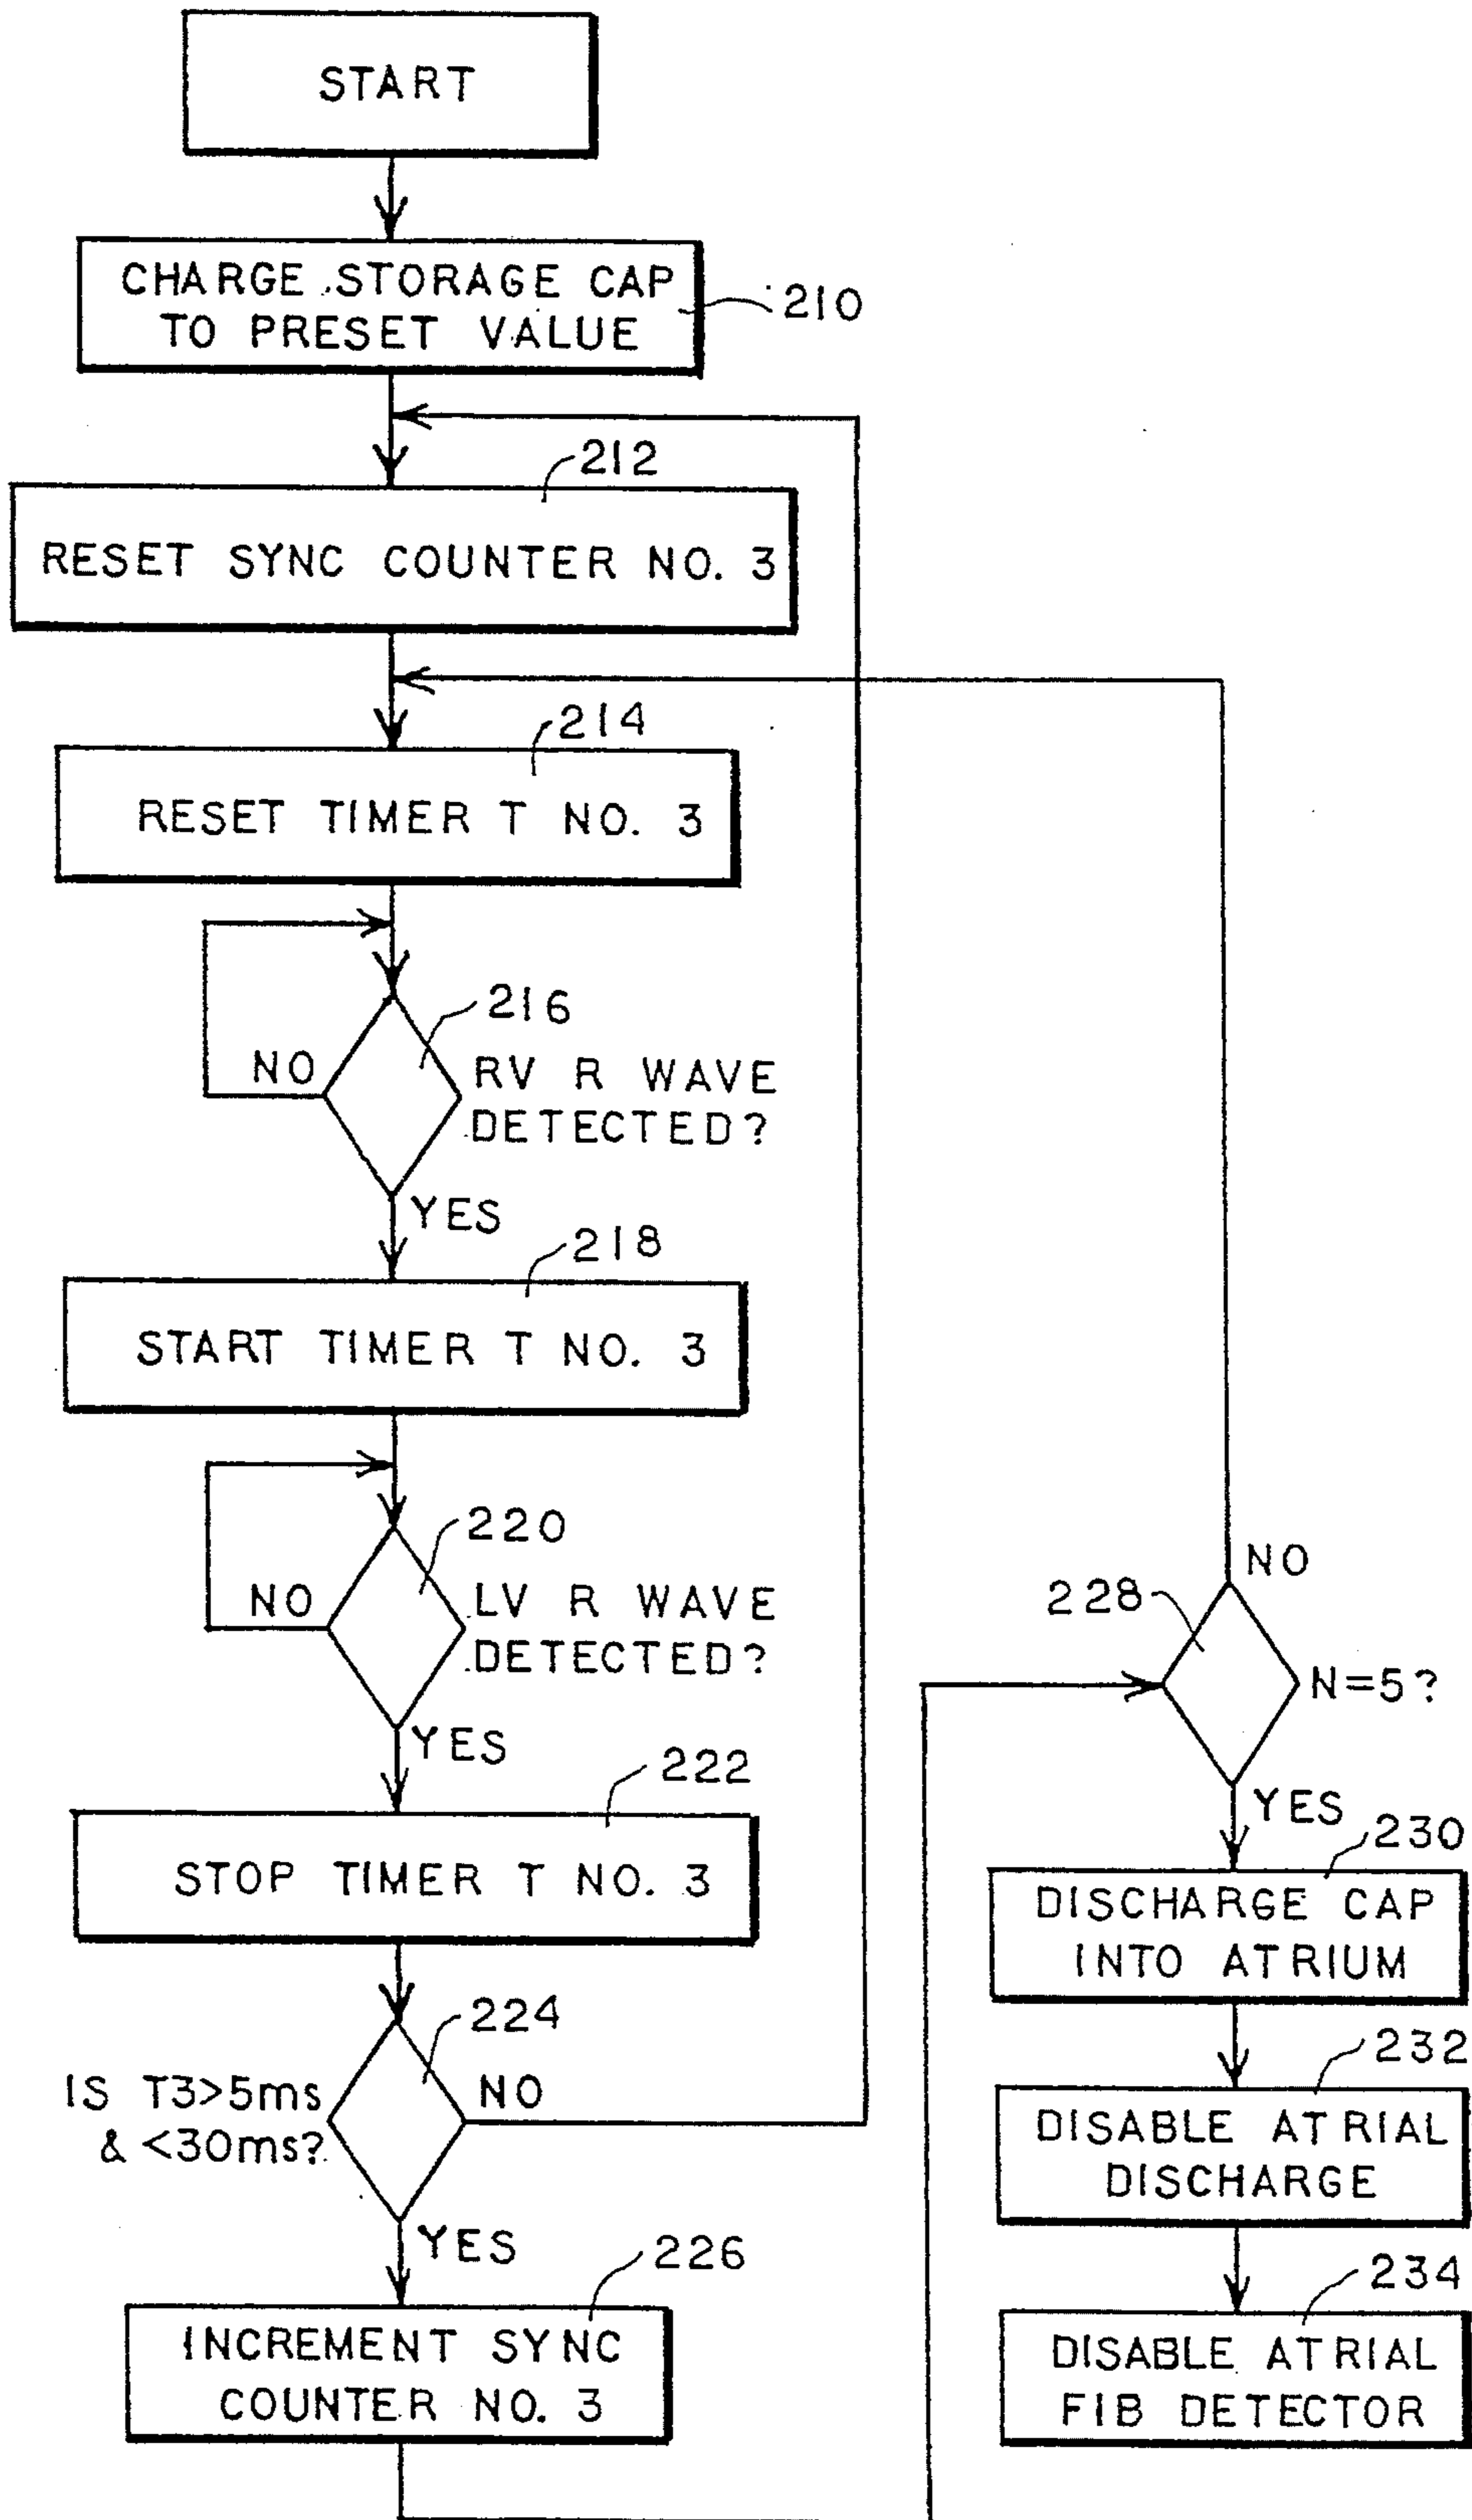 START
CHARGE STORAGE CAP
TO PRESET VALUE
210
212
RESET SYNC COUNTER NO. 3
214
RESET TIMER T NO. 3
216
NO
RV R WAVE
DETECTED?
YES
218
START TIMER T NO. 3
220
NO
LV R WAVE
DETECTED?
YES
222
STOP TIMER T NO. 3
224
IS T3>5ms
& <30ms?
NO
YES
226
INCREMENT SYNC
COUNTER NO. 3
NO
228
N=5?
YES
230
DISCHARGE CAP
INTO ATRIUM
232
DISABLE ATRIAL
DISCHARGE
234
DISABLE ATRIAL
FIB DETECTOR